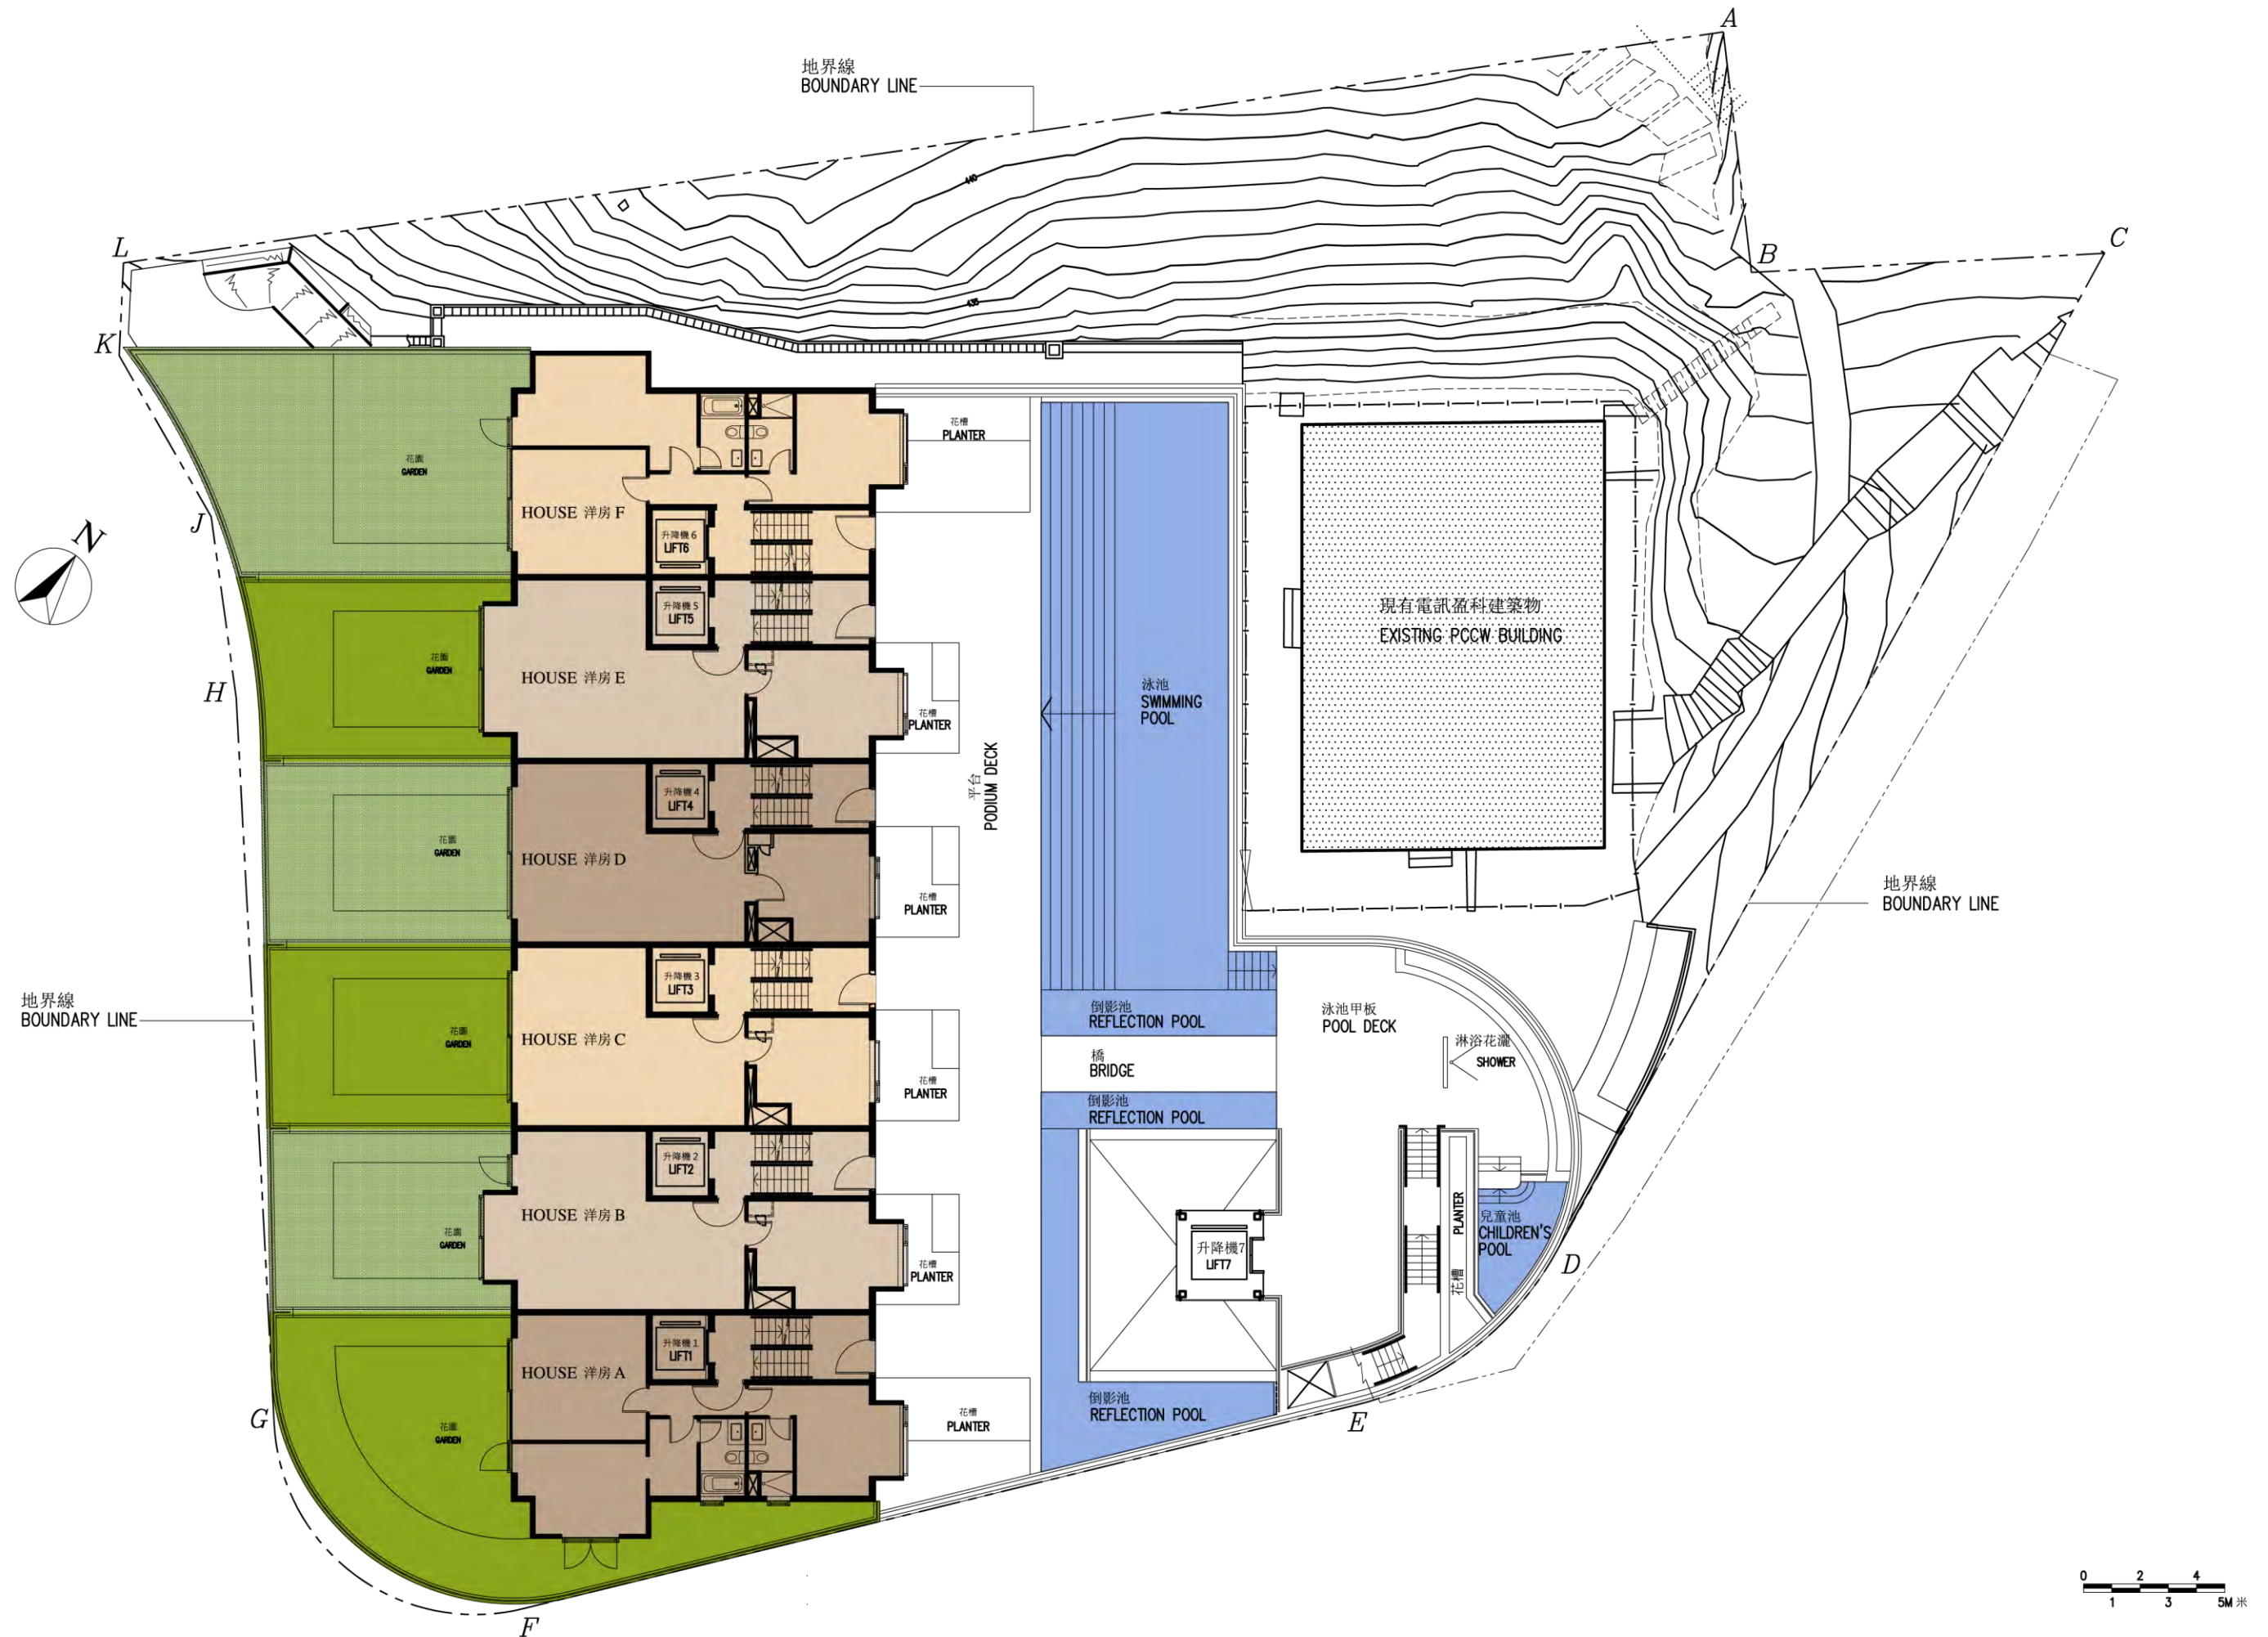 A
地界線
BOUNDARY LINE
440
L
B
C
435
K
花園
GARDEN
花槽
PLANTER
HOUSE 洋房 F
升降機 6
LIFT6
J
N
現有電訊盈科建築物
EXISTING PCCW BUILDING
升降機 5
LIFT5
花園
GARDEN
HOUSE 洋房 E
H
泳池
SWIMMING
POOL
花槽
PLANTER
平台
PODIUM DECK
升降機 4
LIFT4
花園
GARDEN
HOUSE 洋房 D
花槽
PLANTER
地界線
BOUNDARY LINE
升降機 3
LIFT3
地界線
BOUNDARY LINE
花園
GARDEN
HOUSE 洋房 C
倒影池
REFLECTION POOL
泳池甲板
POOL DECK
淋浴花灑
SHOWER
橋
BRIDGE
花槽
PLANTER
倒影池
REFLECTION POOL
升降機 2
LIFT2
HOUSE 洋房 B
花園
GARDEN
花槽
PLANTER
升降機7
LIFT7
花槽 PLANTER
兒童池
CHILDREN'S
POOL
D
升降機 1
LIFT1
HOUSE 洋房 A
G
花園
GARDEN
花槽
PLANTER
倒影池
REFLECTION POOL
E
F
0 2 4
1 3 5M 米